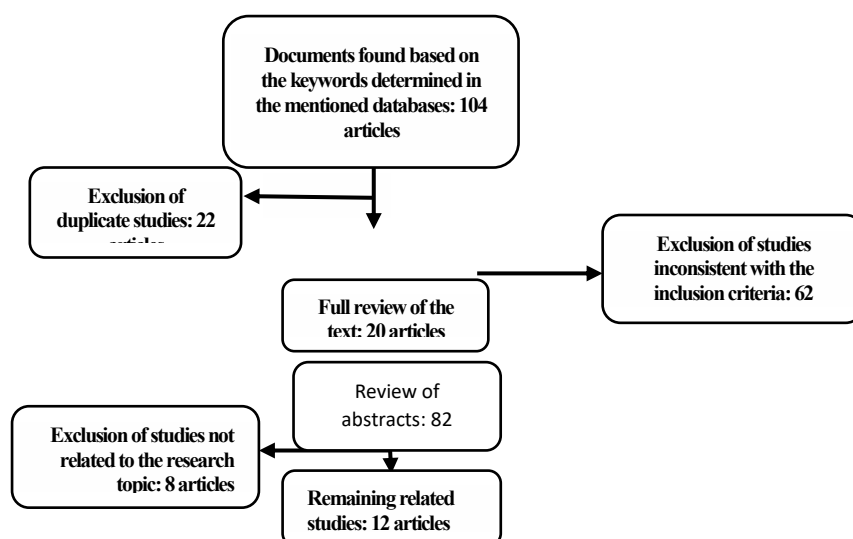 Documents found based on
the keywords determined in
the mentioned databases: 104
articles
Exclusion of
duplicate studies: 22
articles
Exclusion of studies
inconsistent with the
inclusion criteria: 62
Full review of the
text: 20 articles
Review of
abstracts: 82
Exclusion of studies not
related to the research
topic: 8 articles
Remaining related
studies: 12 articles